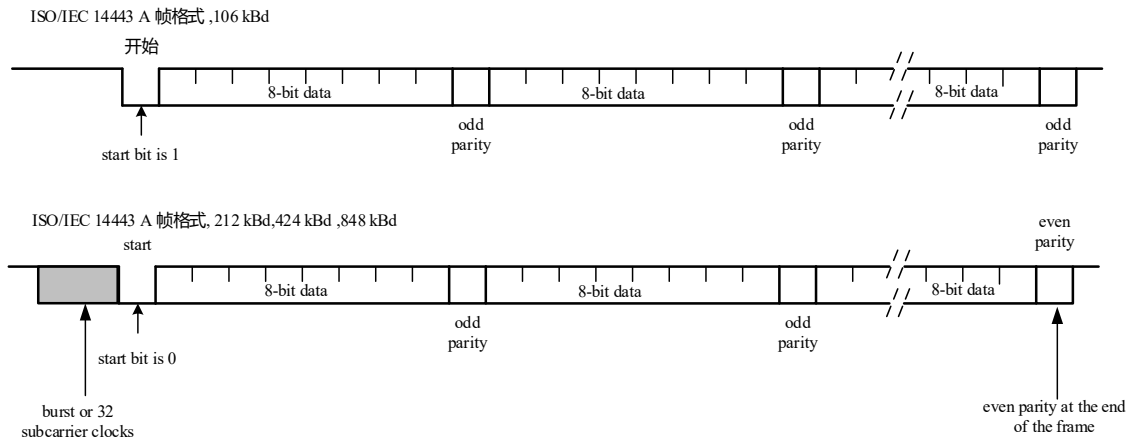 ISO/IEC 14443 A 帧格式 ,106 kBd
开始
8-bit data
8-bit data
8-bit data
odd
parity
odd
parity
odd
parity
start bit is 1
ISO/IEC 14443 A 帧格式, 212 kBd,424 kBd ,848 kBd
even
parity
start
8-bit data
8-bit data
8-bit data
odd
parity
odd
parity
start bit is 0
burst or 32
subcarrier clocks
even parity at the end
of the frame